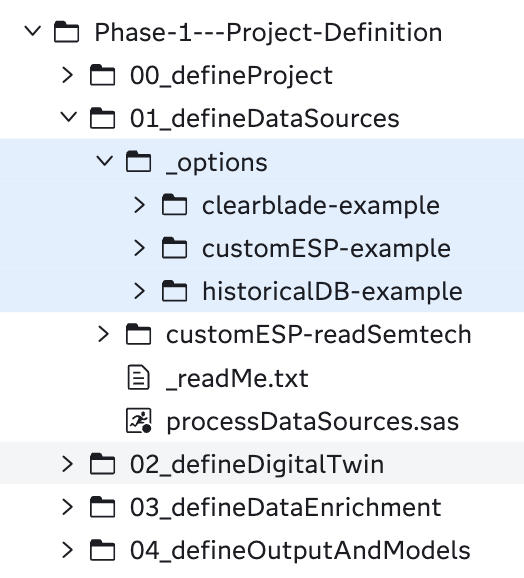 Phase-1---Project-Definition
00_defineProject
01_defineDataSources
_options
clearblade-example
customESP-example
historicalDB-example
customESP-readSemtech
_readMe.txt
processDataSources.sas
02_defineDigitalTwin
03_defineDataEnrichment
04_defineOutputAndModels